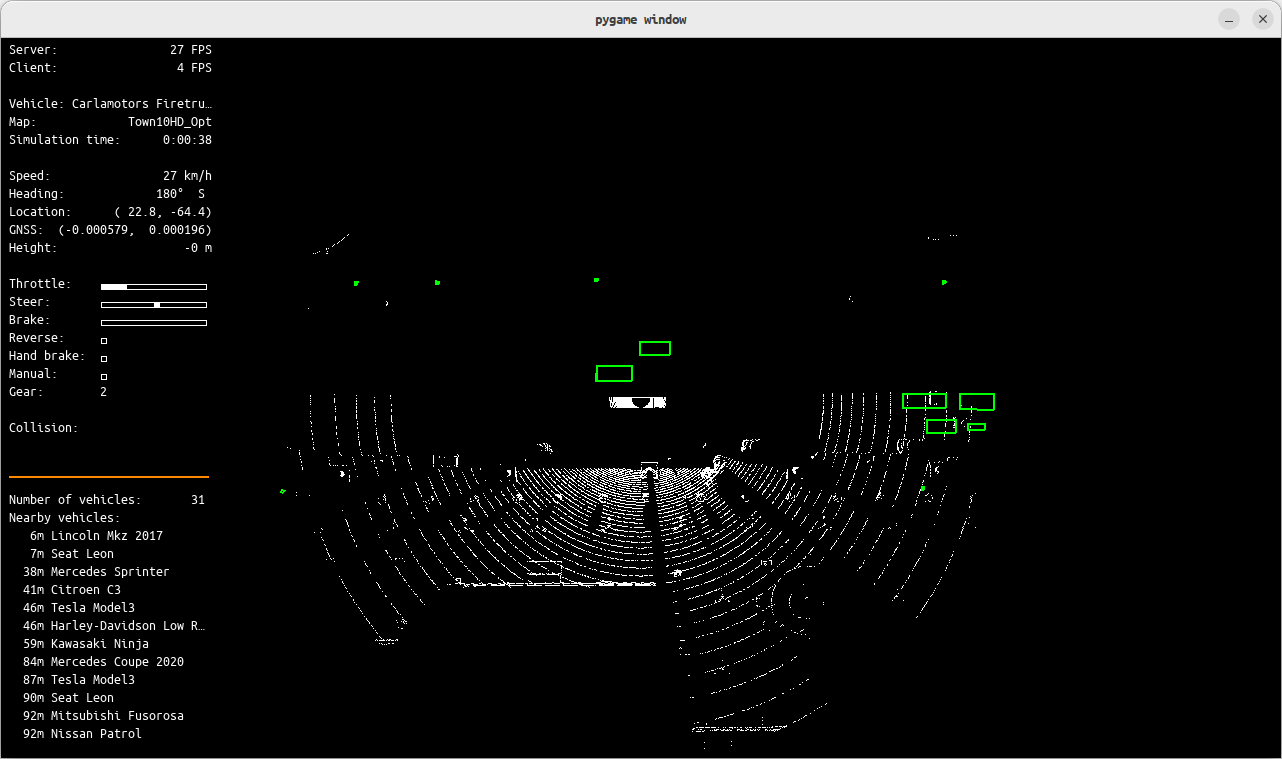 pygame window
Server: 27 FPS
Client: 4 FPS
Vehicle: Carlamotors Firetru…
Map: Town10HD_Opt
Simulation time: 0:00:38
Speed: 27 km/h
Heading: 180° S
Location: ( 22.8, -64.4)
GNSS: (-0.000579, 0.000196)
Height: -0 m
Throttle:
Steer:
Brake:
Reverse:
Hand brake:
Manual:
Gear: 2
Collision:
Number of vehicles: 31
Nearby vehicles:
6m Lincoln Mkz 2017
7m Seat Leon
38m Mercedes Sprinter
41m Citroen C3
46m Tesla Model3
46m Harley-Davidson Low R…
59m Kawasaki Ninja
84m Mercedes Coupe 2020
87m Tesla Model3
90m Seat Leon
92m Mitsubishi Fusorosa
92m Nissan Patrol